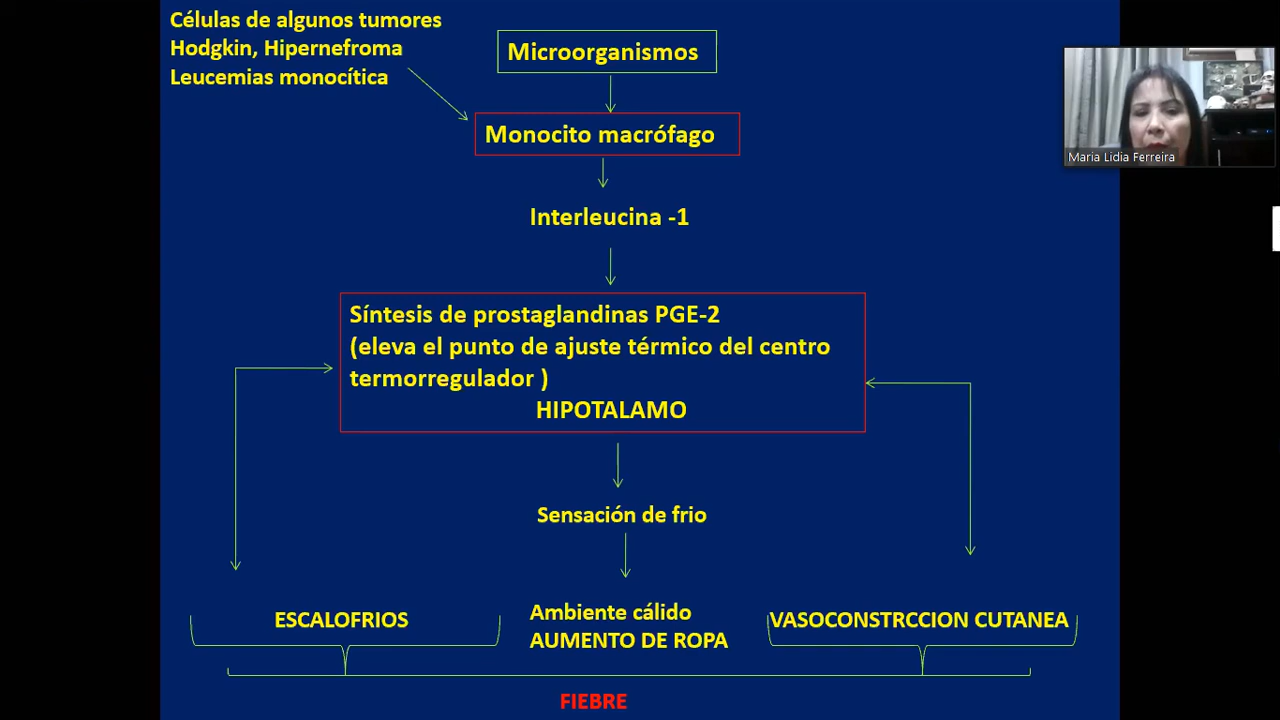 Células de algunos tumores
Hodgkin, Hipernefroma
Leucemias monocítica
Microorganismos
Monocito macrófago
Maria Lidia Ferreira
Interleucina -1
Síntesis de prostaglandinas PGE-2
(eleva el punto de ajuste térmico del centro
termorregulador )
HIPOTALAMO
Sensación de frio
ESCALOFRIOS
Ambiente cálido
AUMENTO DE ROPA
VASOCONSTRCCION CUTANEA
FIEBRE